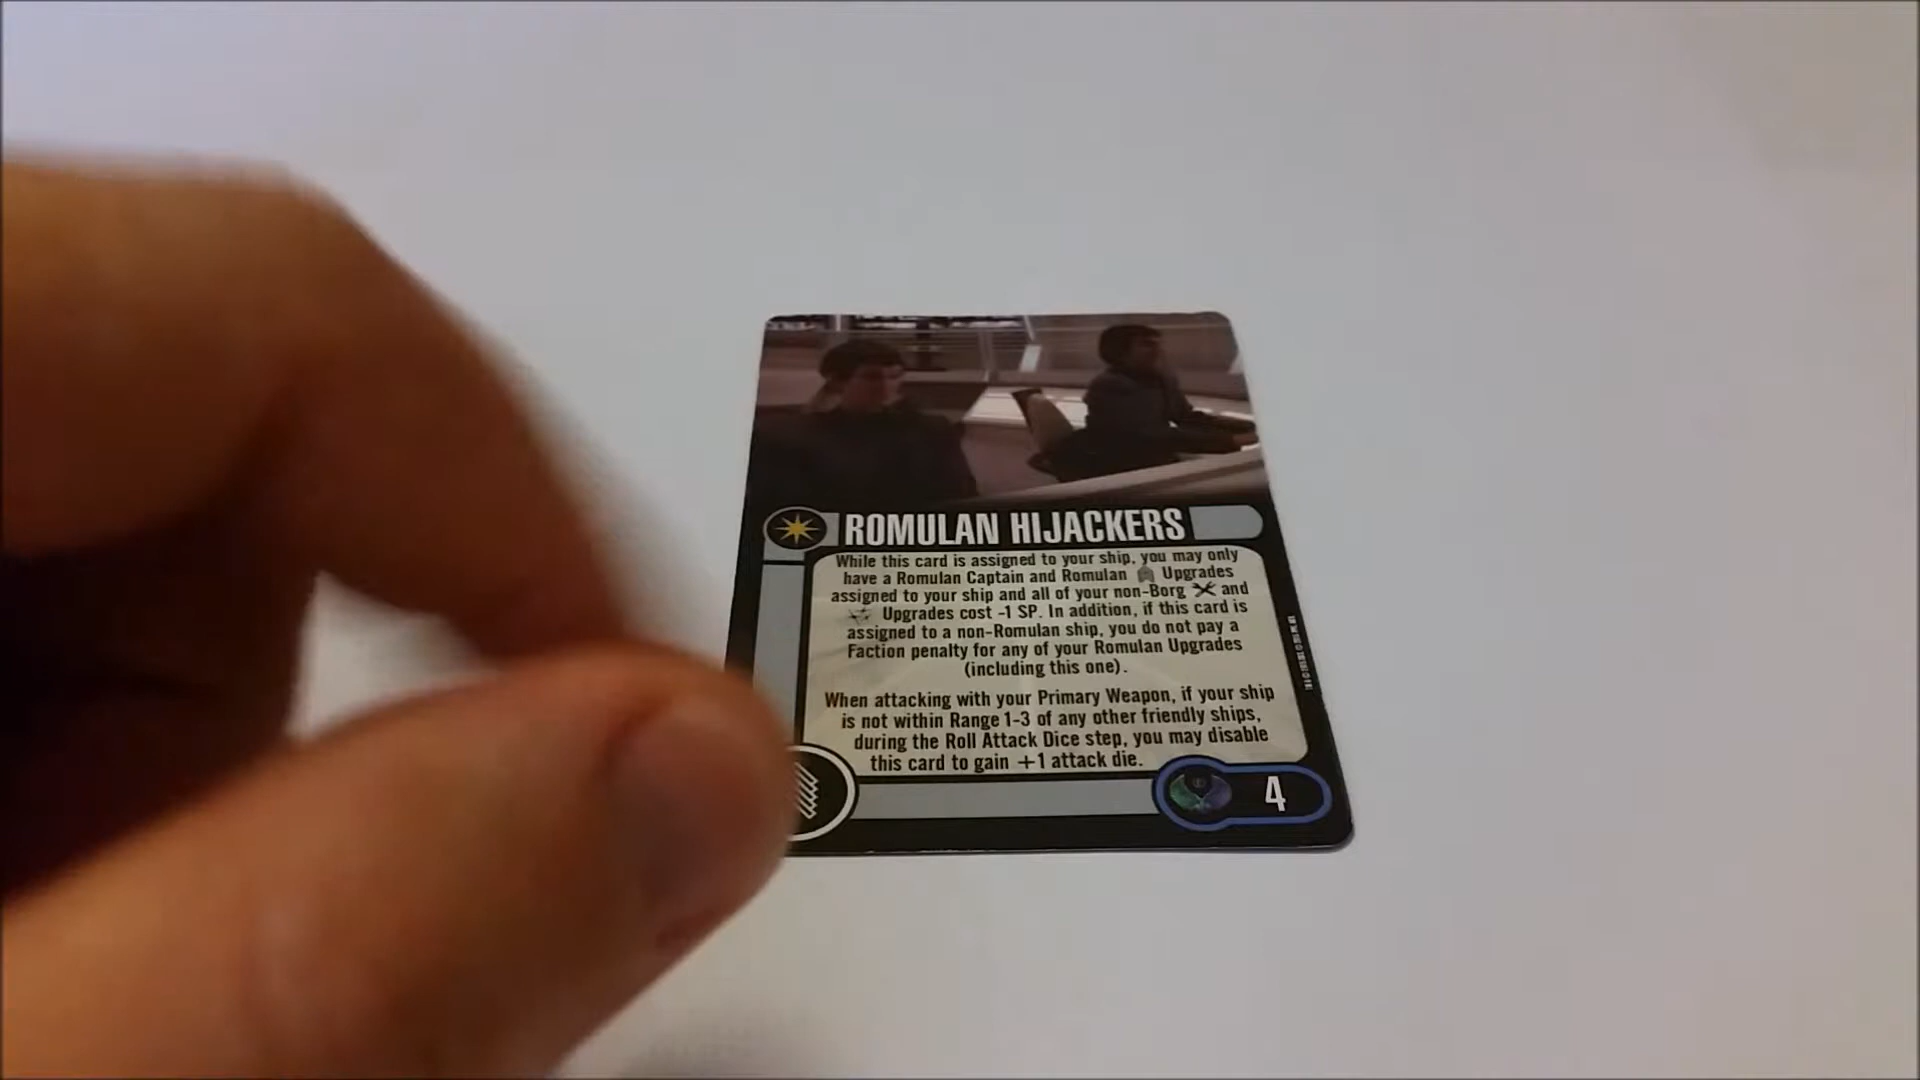 ROMULAN HIJACKERS
While this card is assigned to your ship, you may only
have a Romulan Captain and Romulan Upgrades
assigned to your ship and all of your non-Borg and
Upgrades cost -1 SP. In addition, if this card is
assigned to a non-Romulan ship, you do not pay a
Faction penalty for any of your Romulan Upgrades
(including this one).
When attacking with your Primary Weapon, if your ship
is not within Range 1-3 of any other friendly ships,
during the Roll Attack Dice step, you may disable
this card to gain +1 attack die.
4